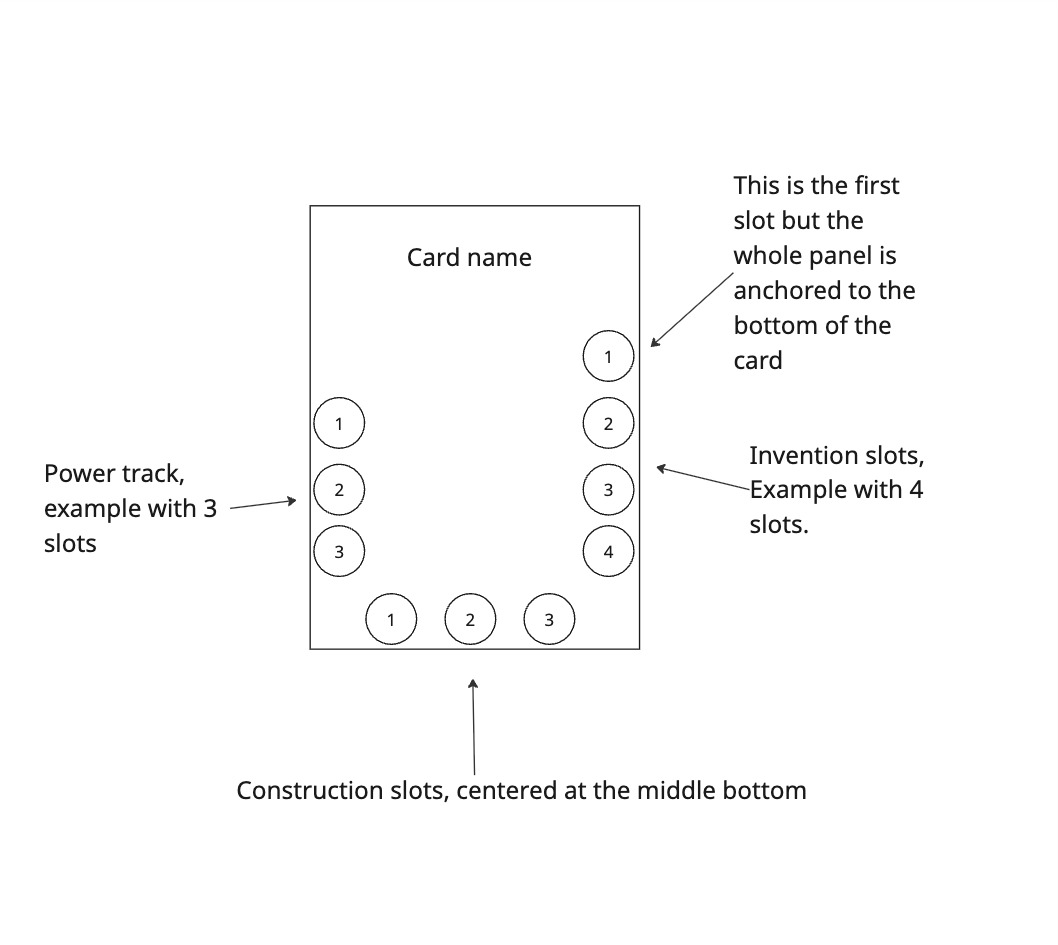 This is the first
slot but the
whole panel is
anchored to the
bottom of the
card
Card name
1
2
3
4
1
2
3
Invention slots,
Example with 4
slots.
Power track,
example with 3
slots
1
2
3
Construction slots, centered at the middle bottom